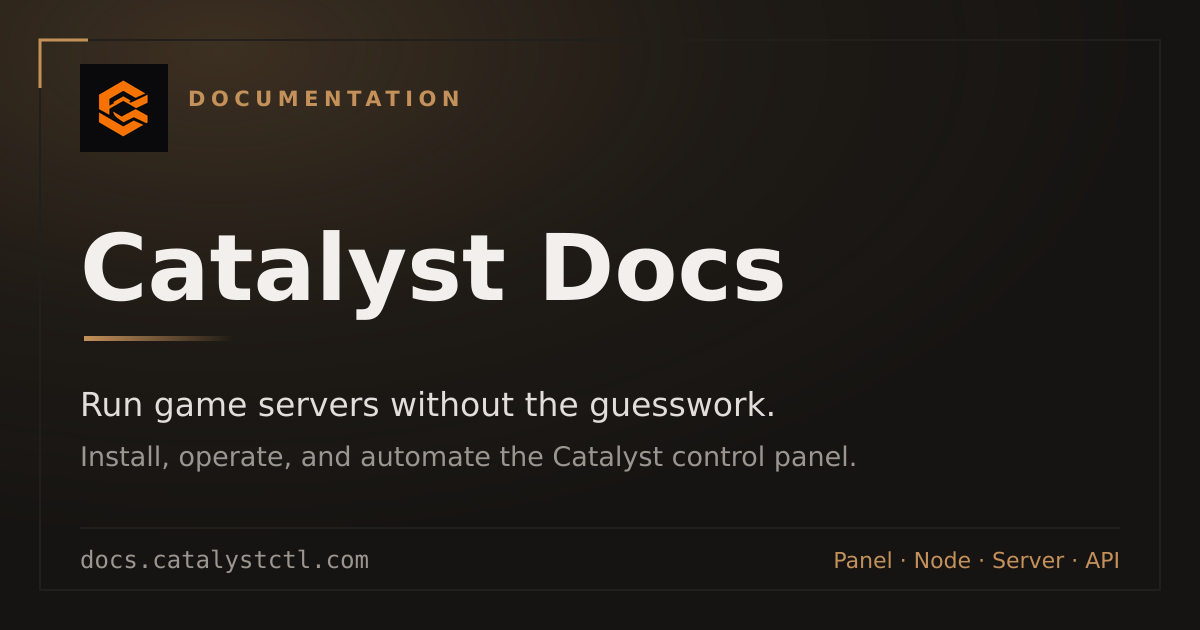 DOCUMENTATION
Catalyst Docs
Run game servers without the guesswork.
Install, operate, and automate the Catalyst control panel.
docs.catalystctl.com
Panel · Node · Server · API